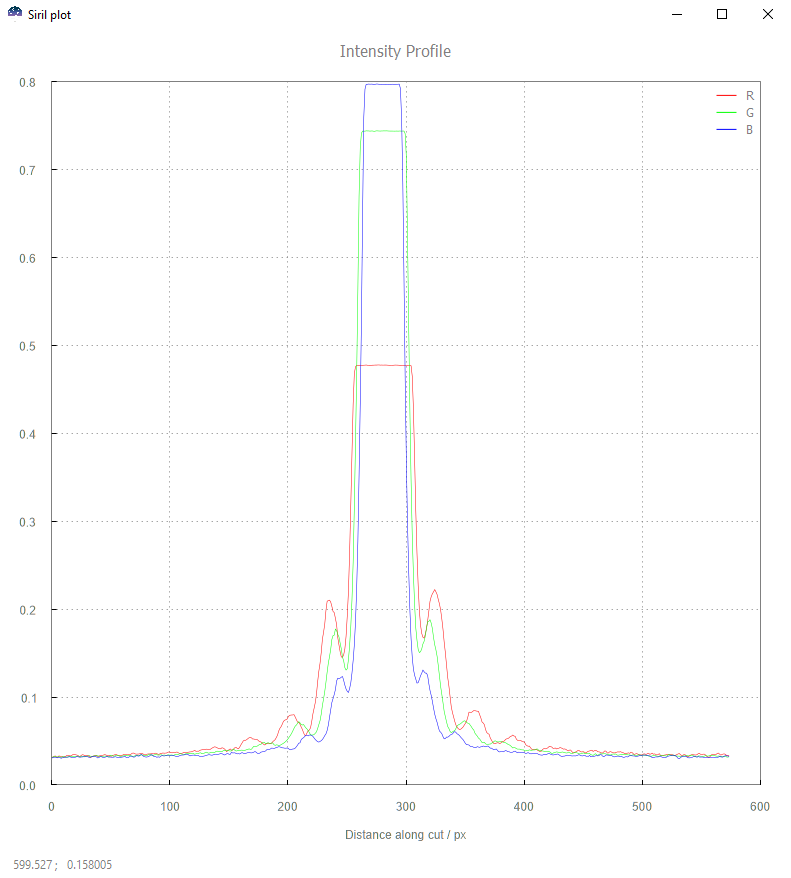 Siril plot
Intensity Profile
0.8
R
G
B
0.7
0.6
0.5
0.4
0.3
0.2
0.1
0.0
0 100 200 300 400 500 600
Distance along cut / px
599.527 ; 0.158005